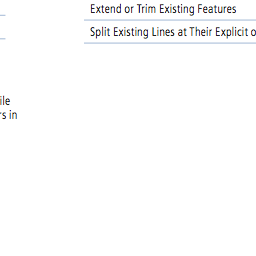 Extend or Trim Existing Features
Split Existing Lines at Their Explicit o
ile
rs in